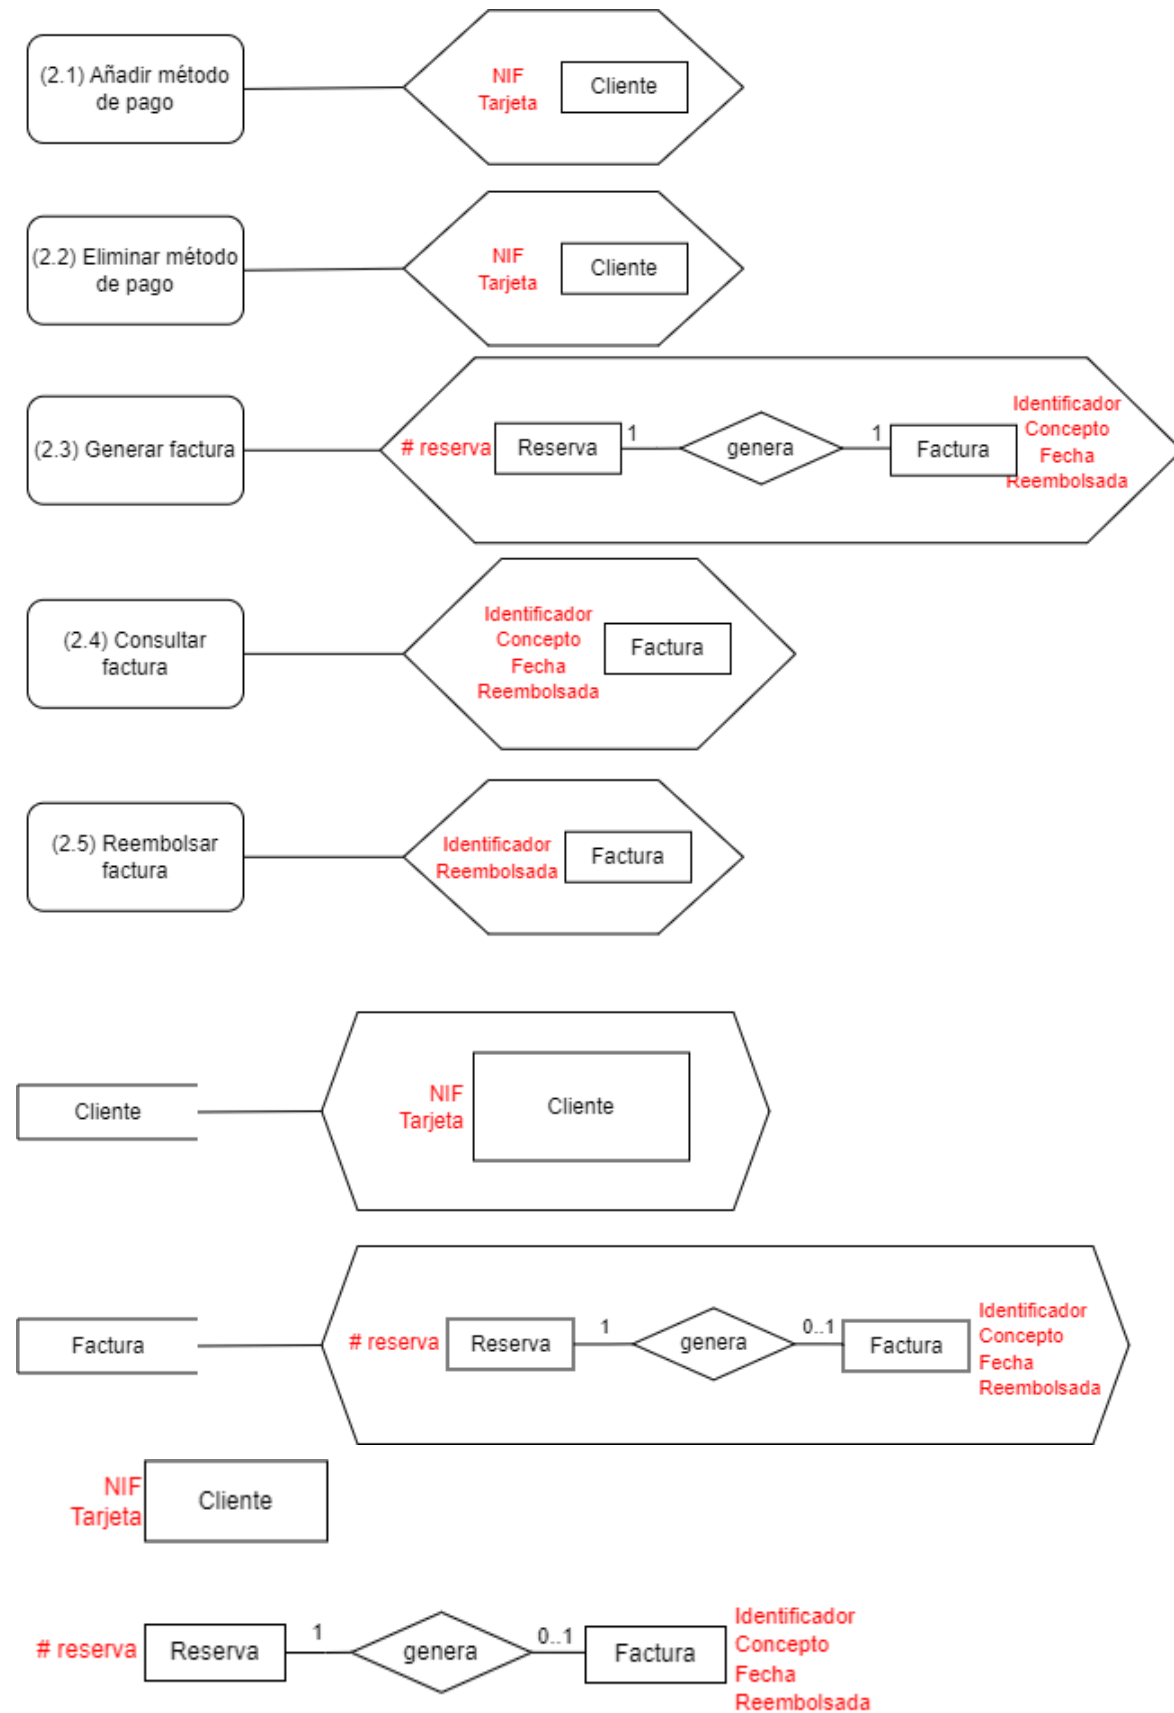 (2.1) Añadir método
de pago
NIF
Tarjeta
Cliente
(2.2) Eliminar método
de pago
NIF
Tarjeta
Cliente
(2.3) Generar factura
# reserva
Reserva
1
genera
1
Factura
Identificador
Concepto
Fecha
Reembolsada
(2.4) Consultar
factura
Identificador
Concepto
Fecha
Reembolsada
Factura
(2.5) Reembolsar
factura
Identificador
Reembolsada
Factura
Cliente
NIF
Tarjeta
Cliente
Factura
# reserva
Reserva
1
genera
0..1
Factura
Identificador
Concepto
Fecha
Reembolsada
NIF
Tarjeta
Cliente
# reserva
Reserva
1
genera
0..1
Factura
Identificador
Concepto
Fecha
Reembolsada